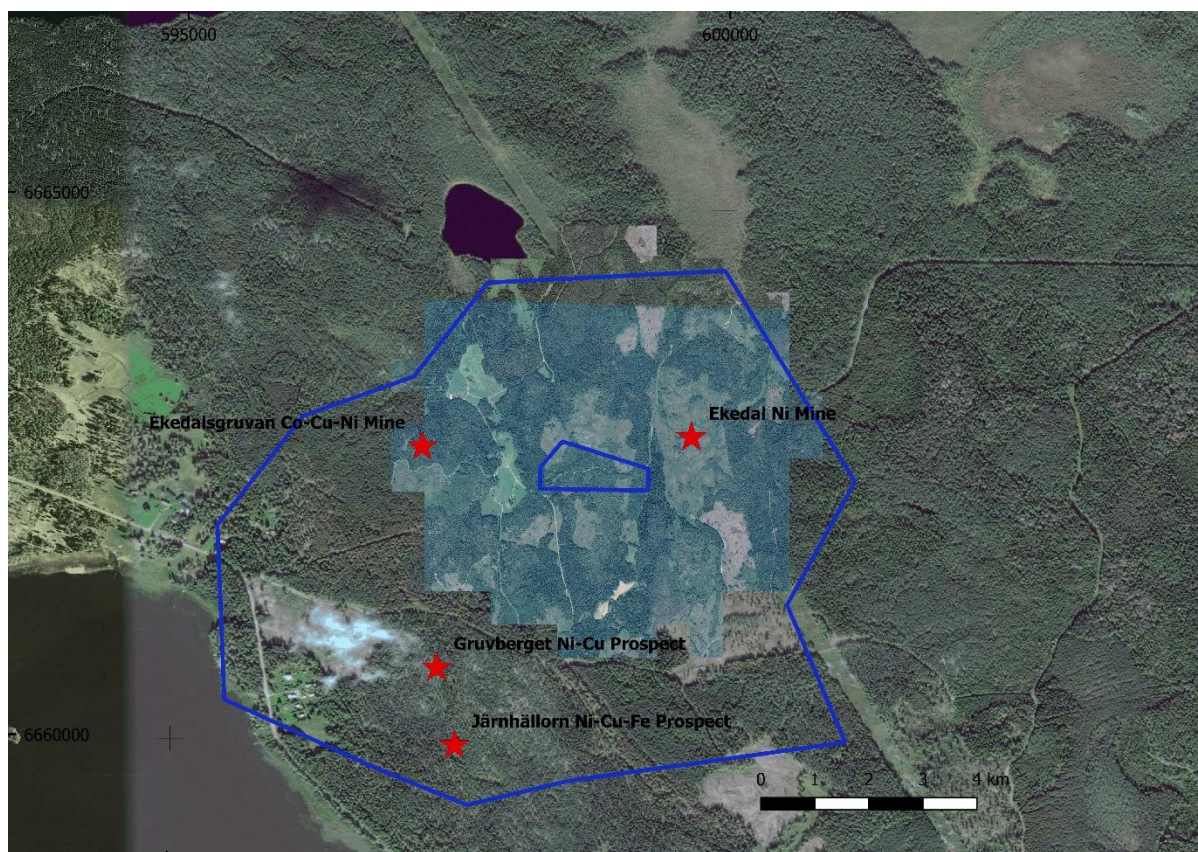 595000
600000
6665000
Ekedalsgruvan Co-Cu-Ni Mine
Ekedal Ni Mine
Gruvberget Ni-Cu Prospect
Järnhällorn Ni-Cu-Fe Prospect
6660000
0 1 2 3 4 km